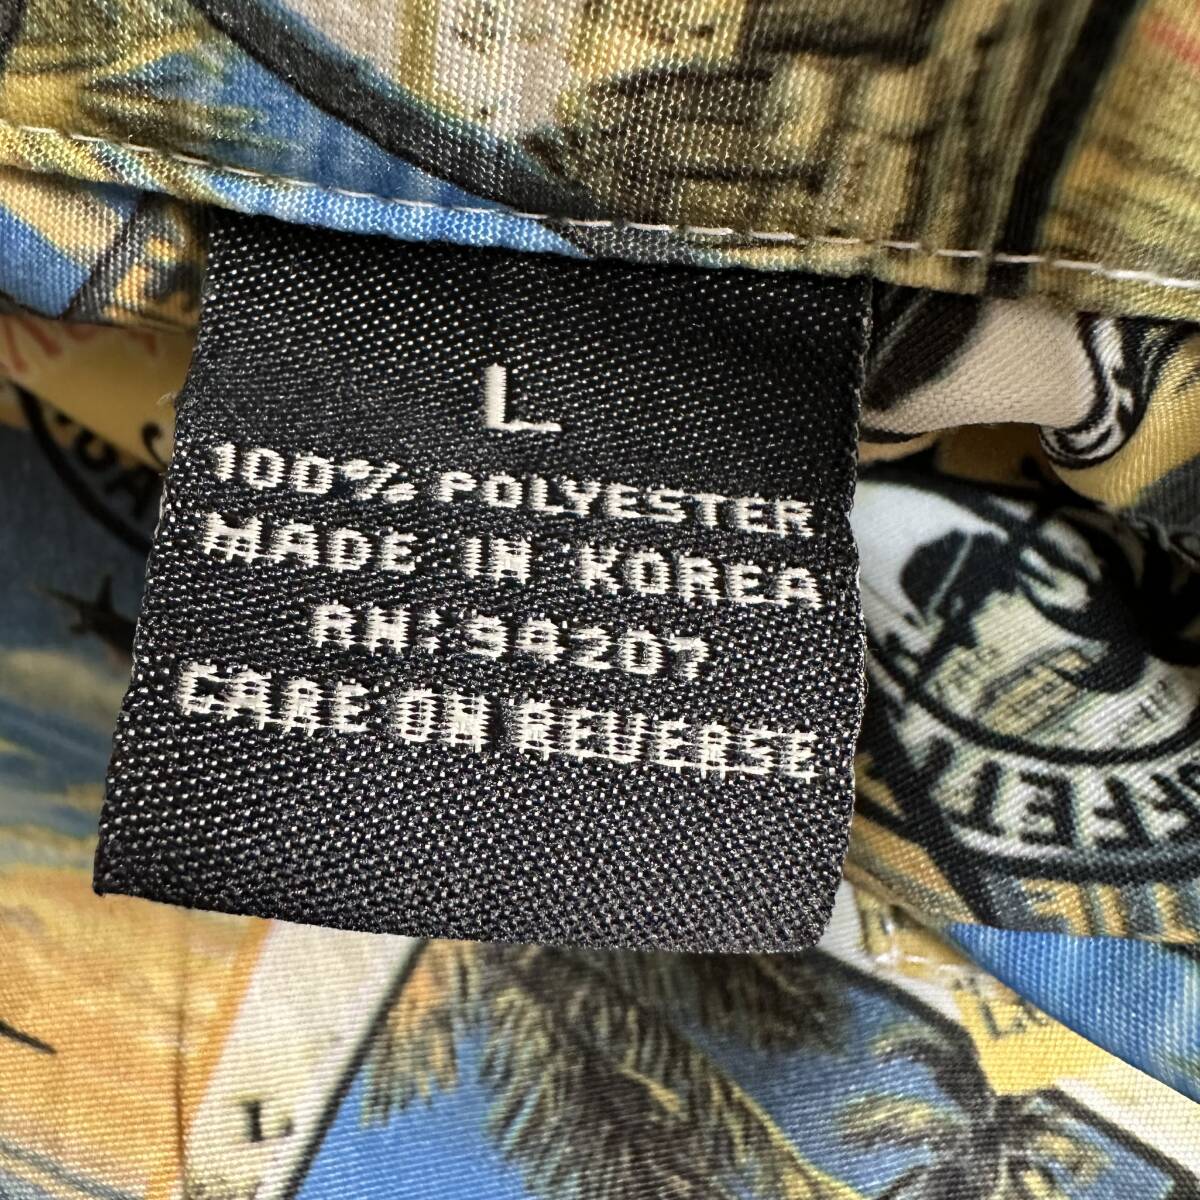 L
100% POLYESTER
MADE IN KOREA
RN:94207
CARE ON REVERSE
L